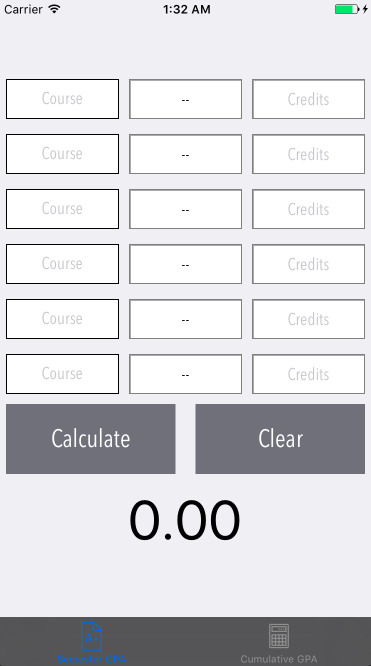 Carrier 1:32 AM
Course -- Credits
Course -- Credits
Course -- Credits
Course -- Credits
Course -- Credits
Course -- Credits
Calculate Clear
0.00
GPA Cumulative GPA